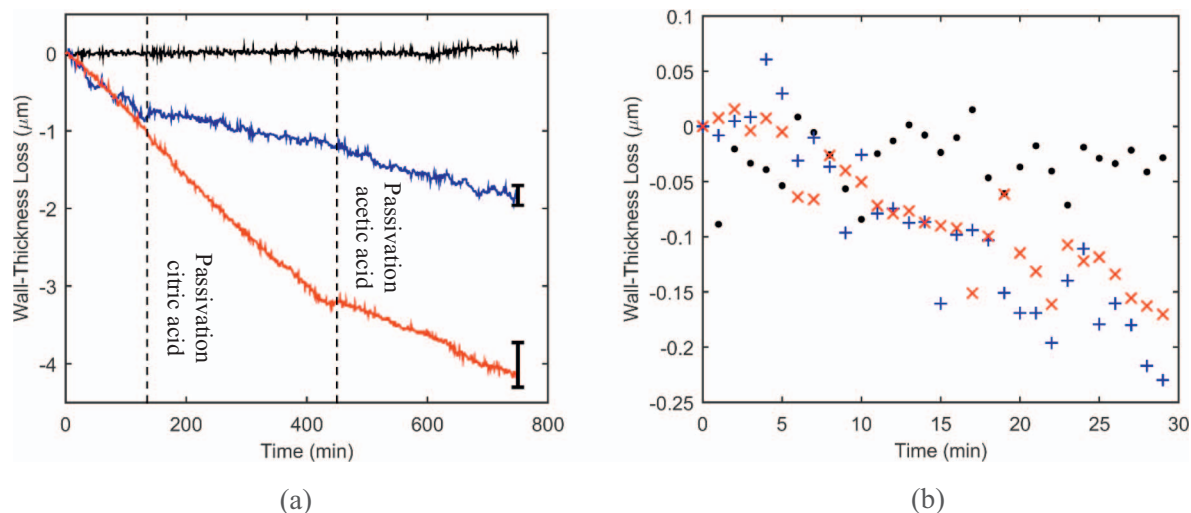 0
-1
-2
-3
-4
Wall-Thickness Loss (μm)
0
200
400
600
800
Time (min)
Passivation
citric acid
Passivation
acetic acid
(a)
0.1
0.05
0
-0.05
-0.1
-0.15
-0.2
-0.25
Wall-Thickness Loss (μm)
0
5
10
15
20
25
30
Time (min)
(b)